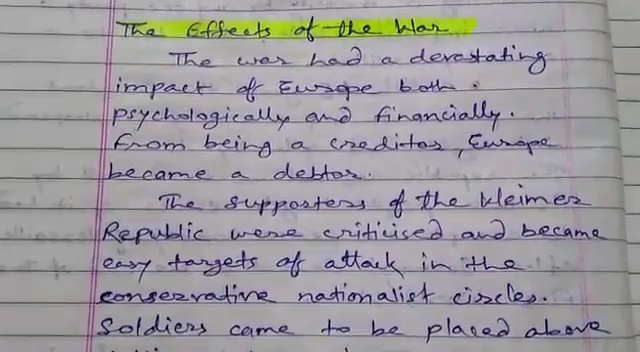 The Effects of the War
The war had a devastating
impact of Europe both
psychologically and financially.
From being a creditor, Europe
became a debtor.
The supporters of the Weimer
Republic were criticised and became
easy targets of attack in the
conservative nationalist circles.
Soldiers came to be placed above